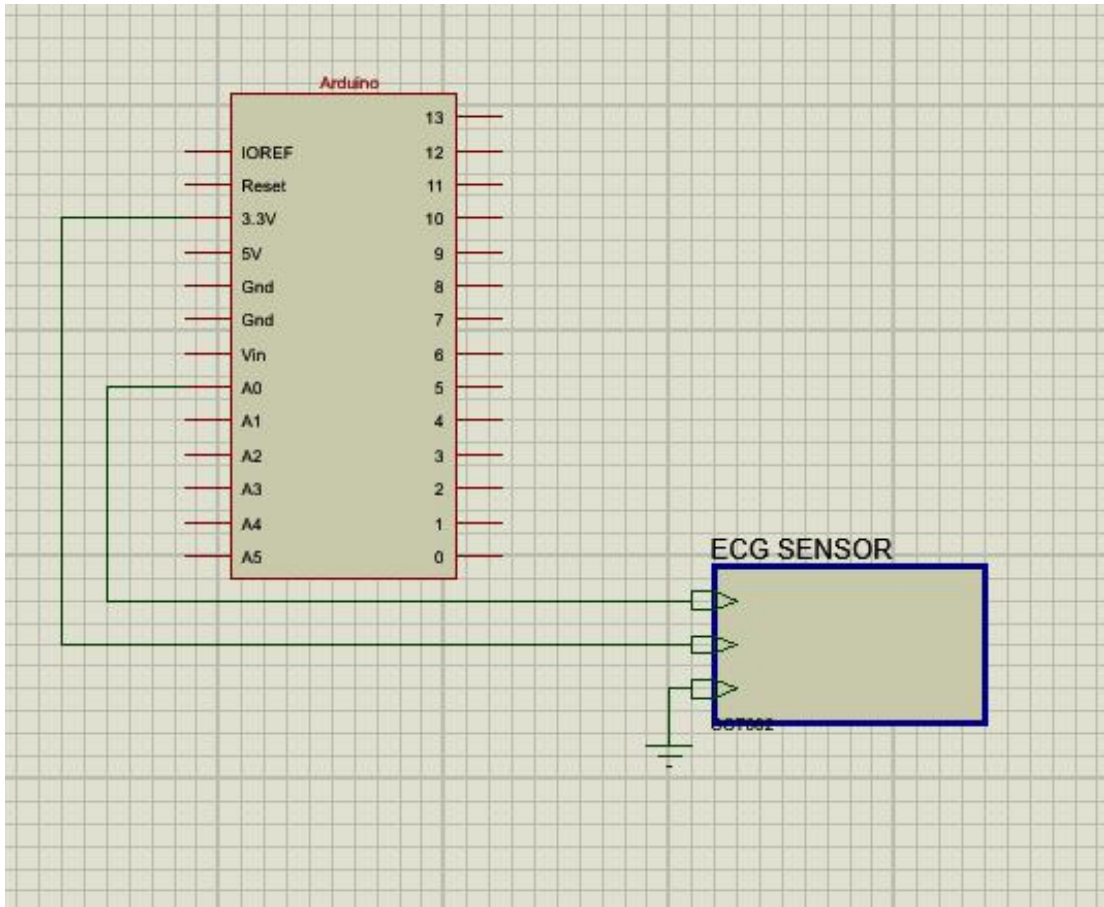 Arduino
13
IOREF 12
Reset 11
3.3V 10
5V 9
Gnd 8
Gnd 7
Vin 6
A0 5
A1 4
A2 3
A3 2
A4 1
A5 0
ECG SENSOR